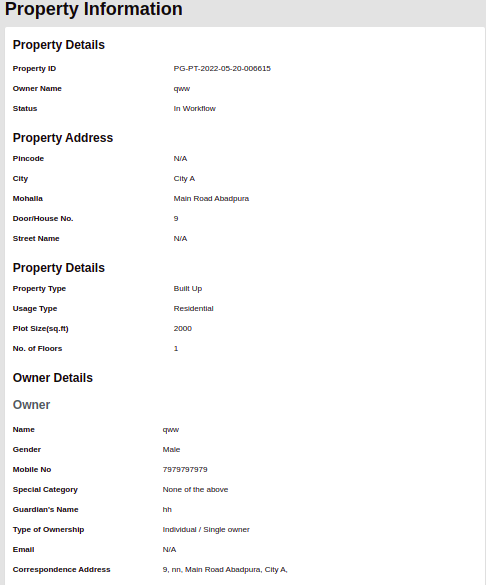 Property Information
Property Details
Property ID PG-PT-2022-05-20-006615
Owner Name qww
Status In Workflow
Property Address
Pincode N/A
City City A
Mohalla Main Road Abadpura
Door/House No. 9
Street Name N/A
Property Details
Property Type Built Up
Usage Type Residential
Plot Size(sq.ft) 2000
No. of Floors 1
Owner Details
Owner
Name qww
Gender Male
Mobile No 7979797979
Special Category None of the above
Guardian's Name hh
Type of Ownership Individual / Single owner
Email N/A
Correspondence Address 9, nn, Main Road Abadpura, City A,